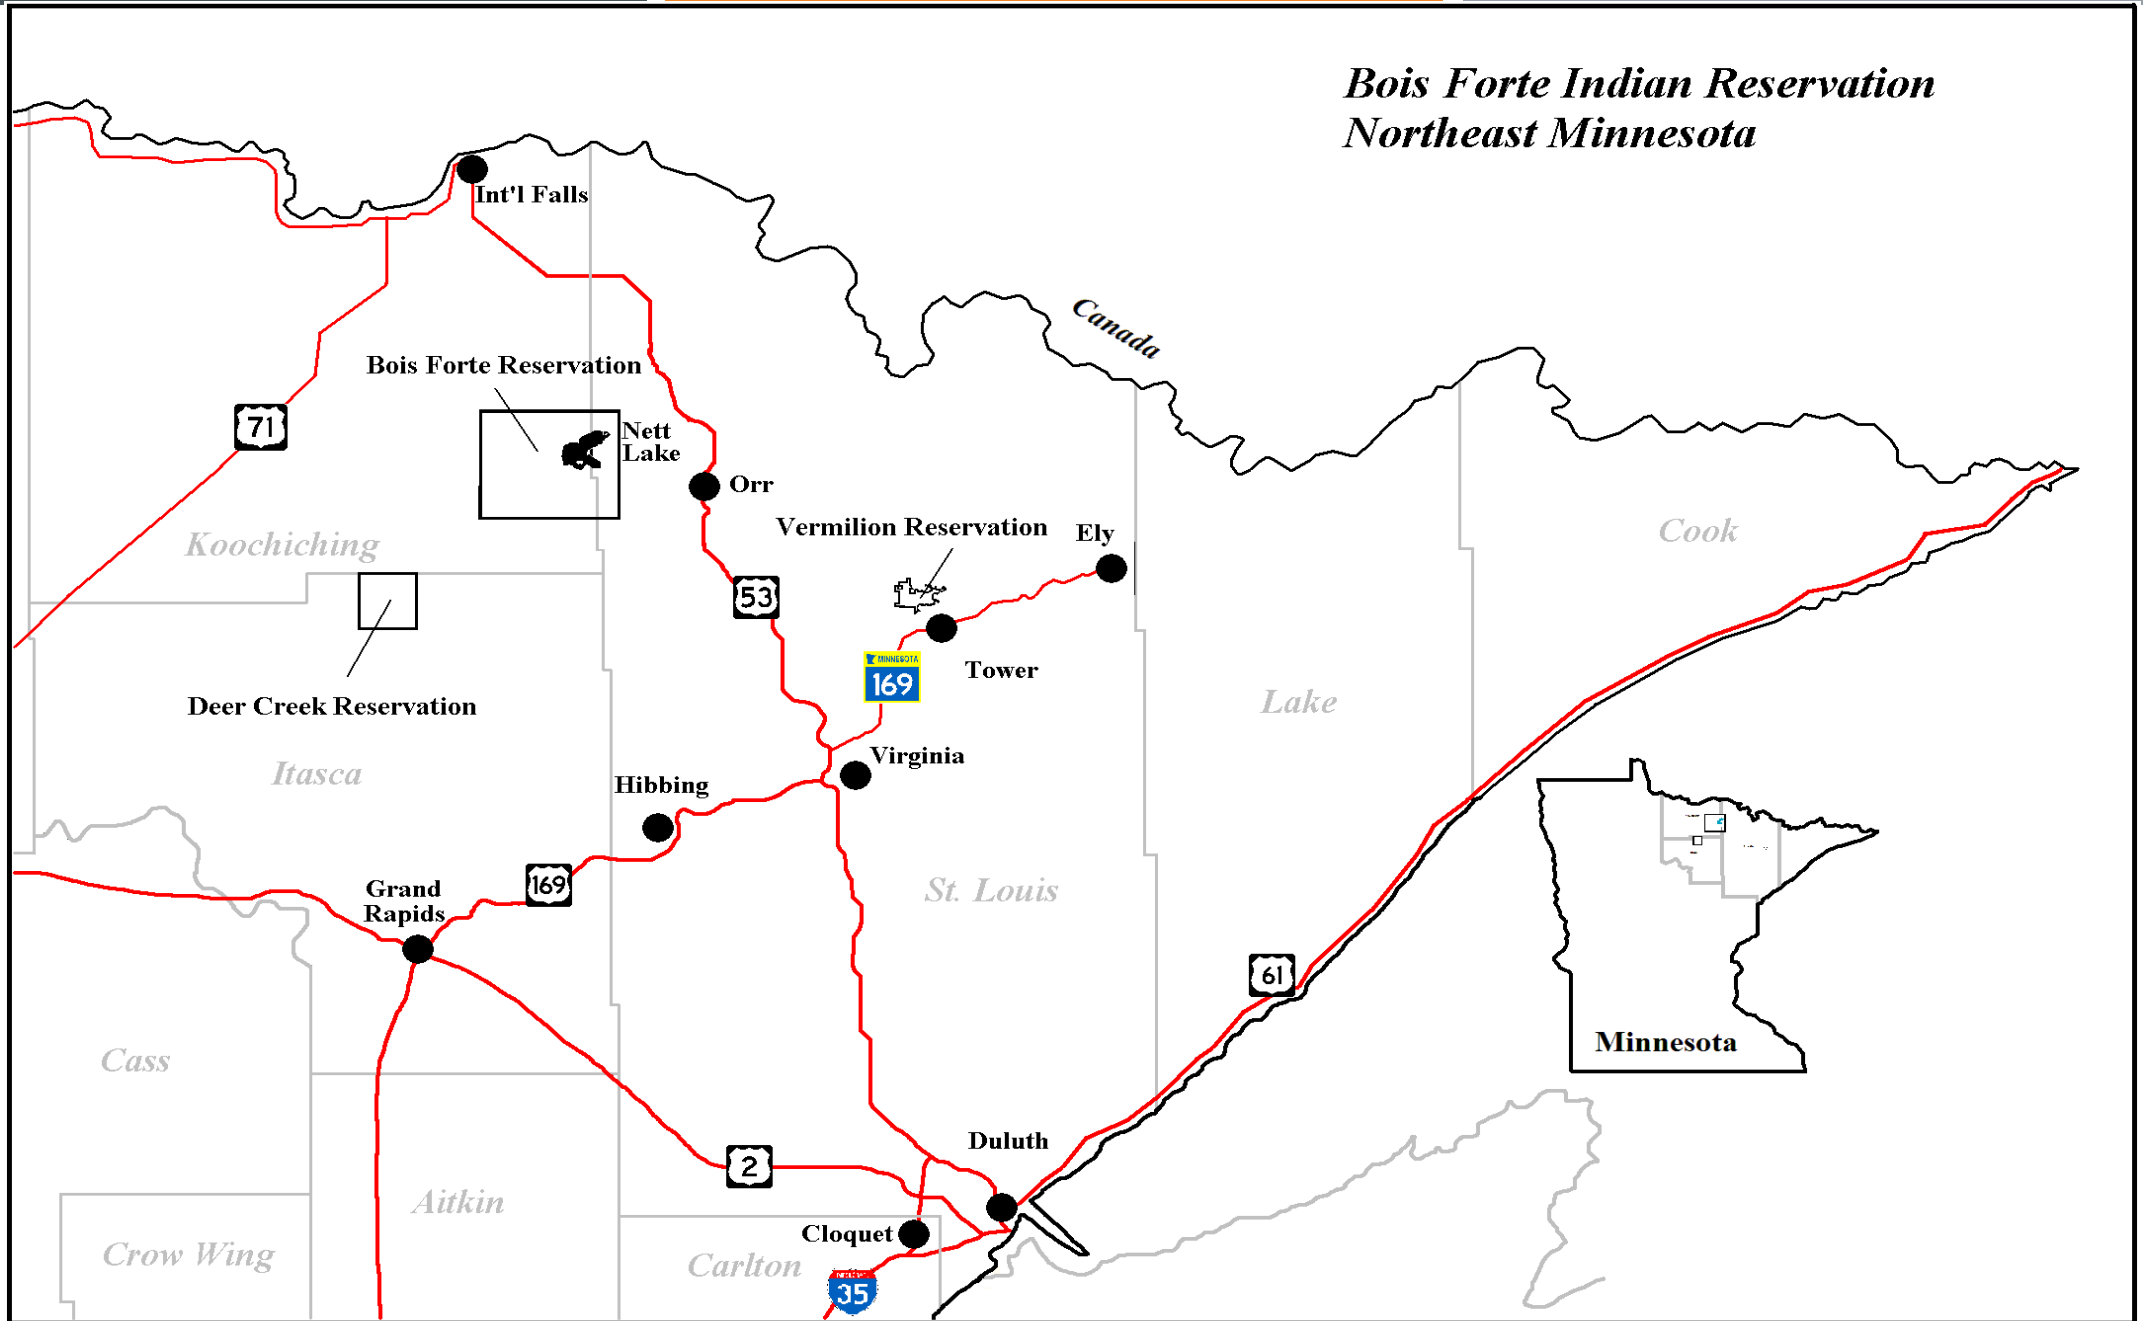 Bois Forte Indian Reservation
Northeast Minnesota
Int'l Falls
Canada
Bois Forte Reservation
71
Nett
Lake
Orr
Vermilion Reservation
Ely
Koochiching
Cook
53
Tower
MINNESOTA
169
Deer Creek Reservation
Lake
Itasca
Virginia
Hibbing
169
Grand
Rapids
St. Louis
61
Minnesota
Cass
Duluth
2
Aitkin
Cloquet
Crow Wing
Carlton
35